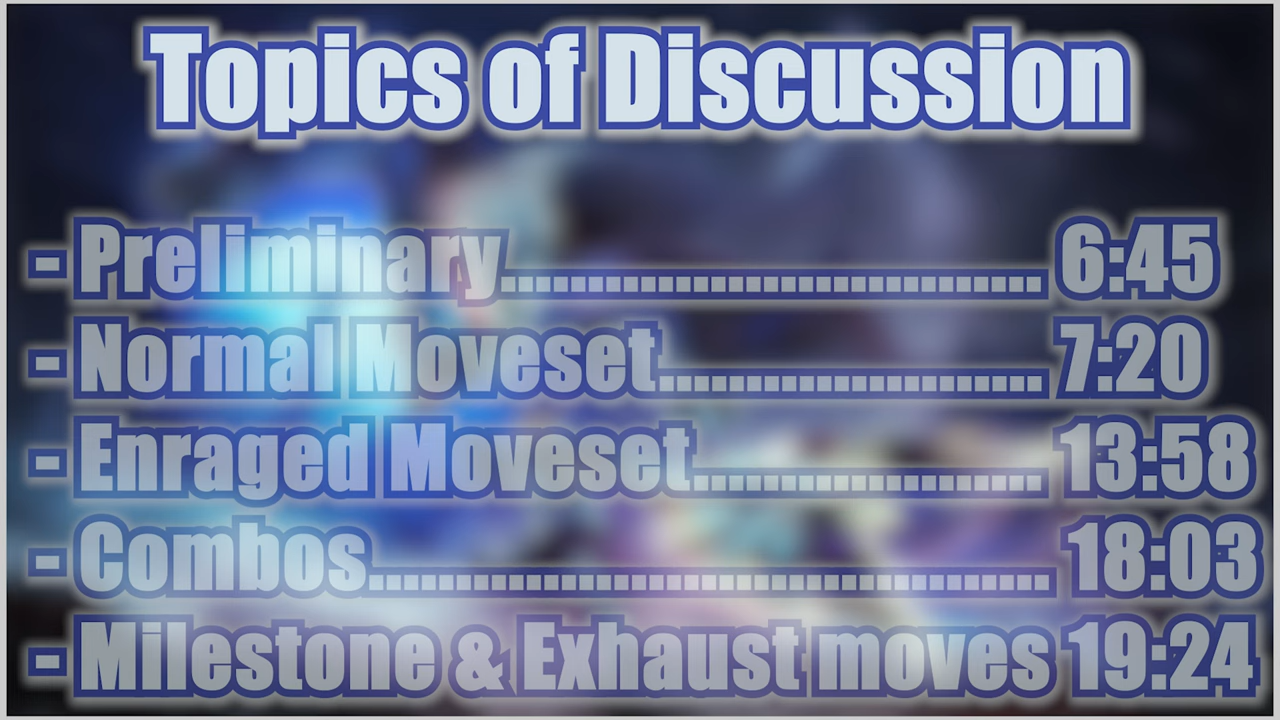 Topics of Discussion
- Preliminary............................... 6:45
- Normal Moveset...................... 7:20
- Enraged Moveset.................... 13:58
- Combos....................................... 18:03
- Milestone & Exhaust moves 19:24